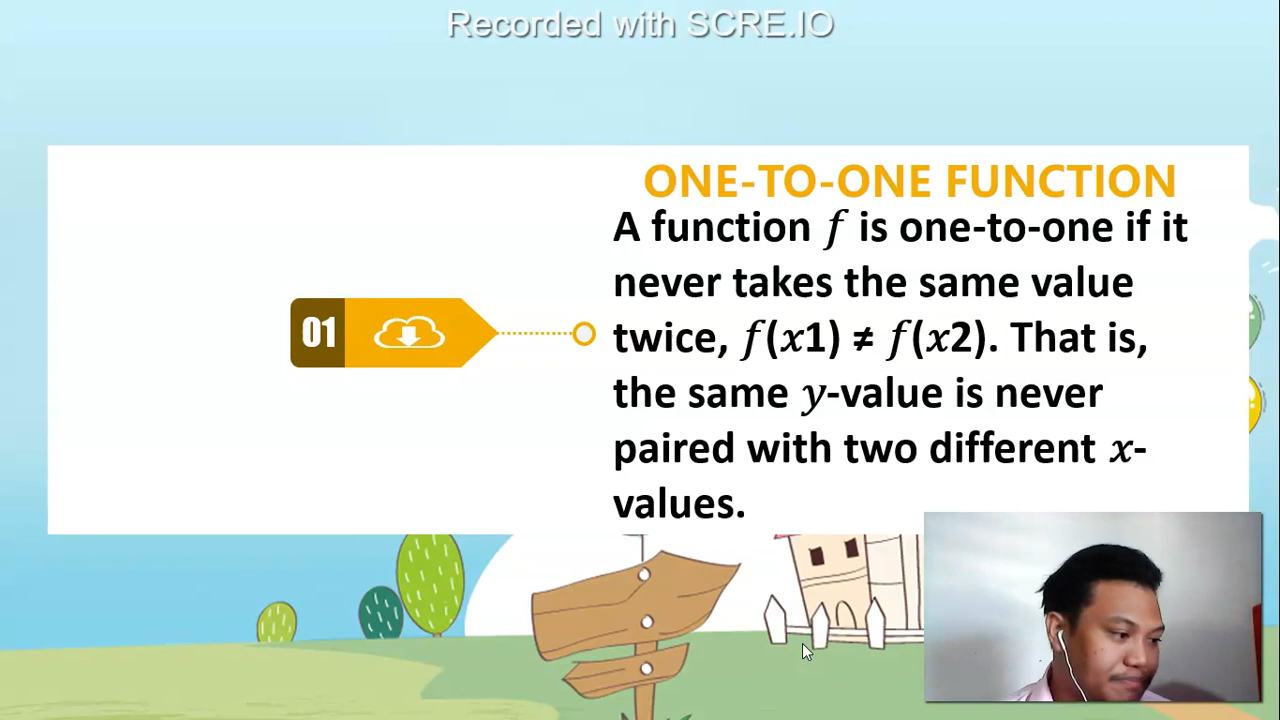 Recorded with SCRE.IO
ONE-TO-ONE FUNCTION
A function 𝑓 is one-to-one if it
never takes the same value
twice, 𝑓(𝑥1) ≠ 𝑓(𝑥2). That is,
the same 𝑦-value is never
paired with two different 𝑥-
values.
01